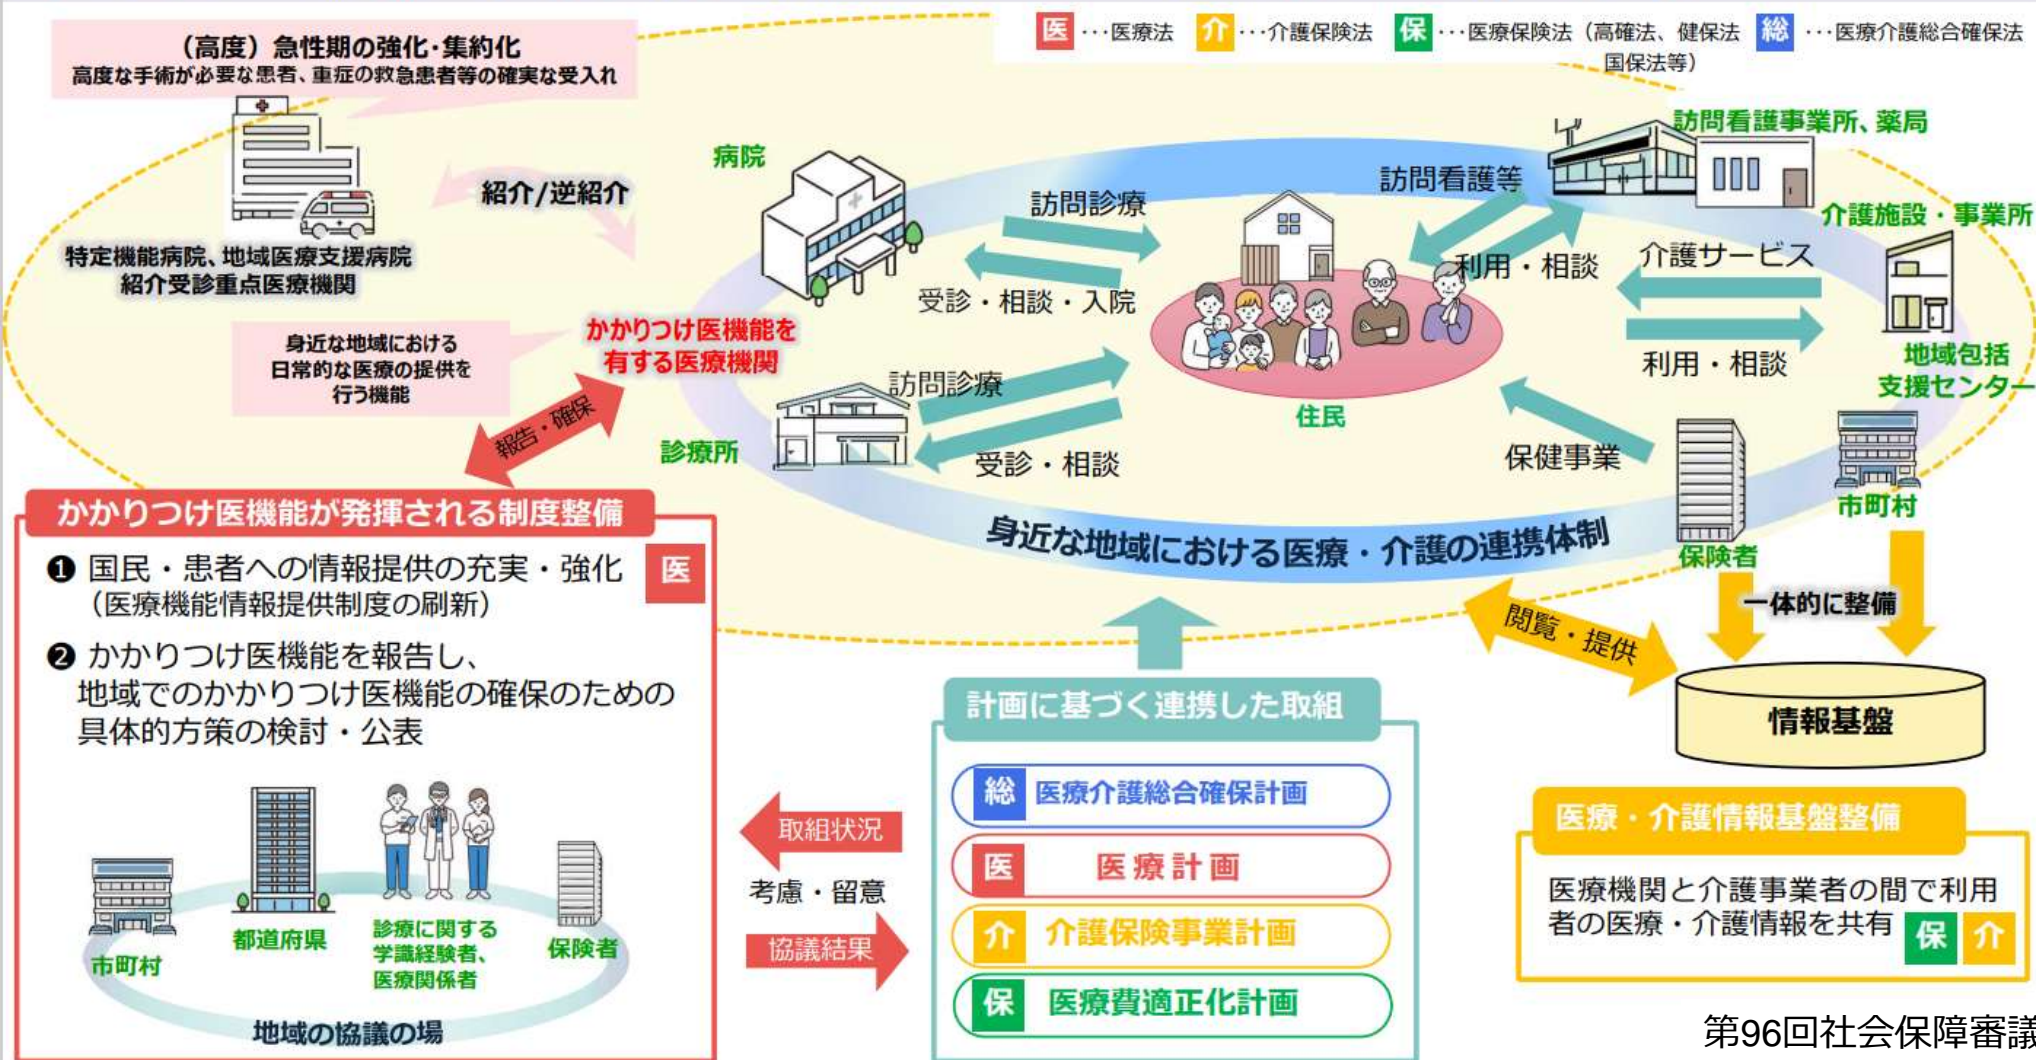 医 ･･･医療法 介 ･･･介護保険法 保 ･･･医療保険法（高確法、健保法 総 ･･･医療介護総合確保法
国保法等）
（高度）急性期の強化･集約化
高度な手術が必要な患者、重症の救急患者等の確実な受入れ
特定機能病院、地域医療支援病院
紹介受診重点医療機関
紹介/逆紹介
身近な地域における
日常的な医療の提供を
行う機能
かかりつけ医機能を
有する医療機関
報告・確保
病院
訪問診療
受診・相談・入院
診療所
訪問診療
受診・相談
住民
訪問看護等
利用・相談
訪問看護事業所、薬局
介護施設・事業所
介護サービス
利用・相談
地域包括
支援センター
保健事業
保険者
市町村
身近な地域における医療・介護の連携体制
一体的に整備
閲覧・提供
情報基盤
かかりつけ医機能が発揮される制度整備
❶ 国民・患者への情報提供の充実・強化 医
（医療機能情報提供制度の刷新）
❷ かかりつけ医機能を報告し、
地域でのかかりつけ医機能の確保のための
具体的方策の検討・公表
市町村
都道府県
診療に関する
学識経験者、
医療関係者
保険者
地域の協議の場
取組状況
考慮・留意
協議結果
計画に基づく連携した取組
総 医療介護総合確保計画
医 医療計画
介 介護保険事業計画
保 医療費適正化計画
医療・介護情報基盤整備
医療機関と介護事業者の間で利用
者の医療・介護情報を共有 保 介
第96回社会保障審議